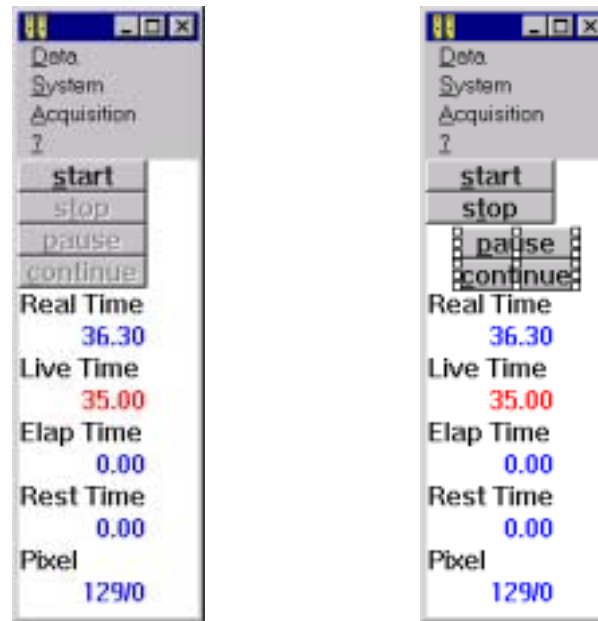 Data
System
Acquisition
?
start
stop
pause
continue
Real Time
36.30
Live Time
35.00
Elap Time
0.00
Rest Time
0.00
Pixel
129/0
Data
System
Acquisition
?
start
stop
pause
continue
Real Time
36.30
Live Time
35.00
Elap Time
0.00
Rest Time
0.00
Pixel
129/0